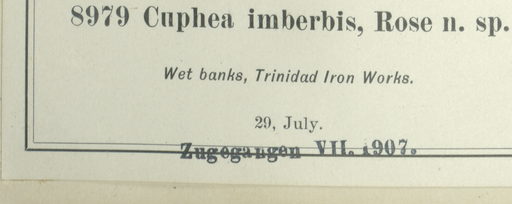 8979 Cuphea imberbis, Rose n. sp.
Wet banks, Trinidad Iron Works.
29, July.
Zugegangen VII. 1907.